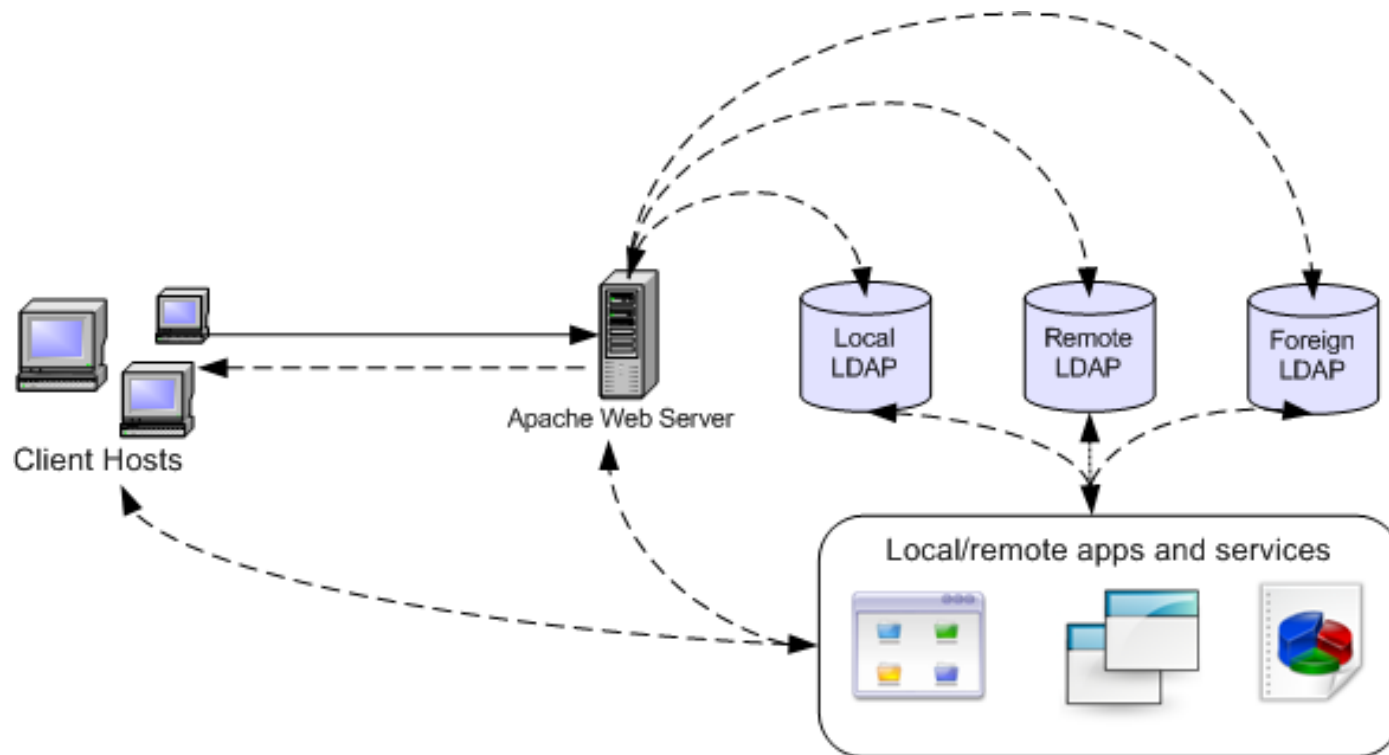 Local
LDAP
Remote
LDAP
Foreign
LDAP
Apache Web Server
Client Hosts
Local/remote apps and services